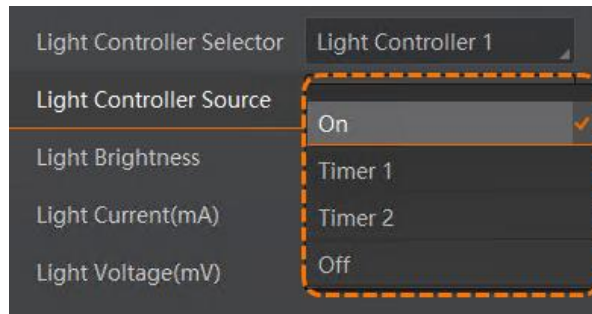 Light Controller Selector Light Controller 1
Light Controller Source
On
Light Brightness
Timer 1
Light Current(mA)
Timer 2
Light Voltage(mV)
Off